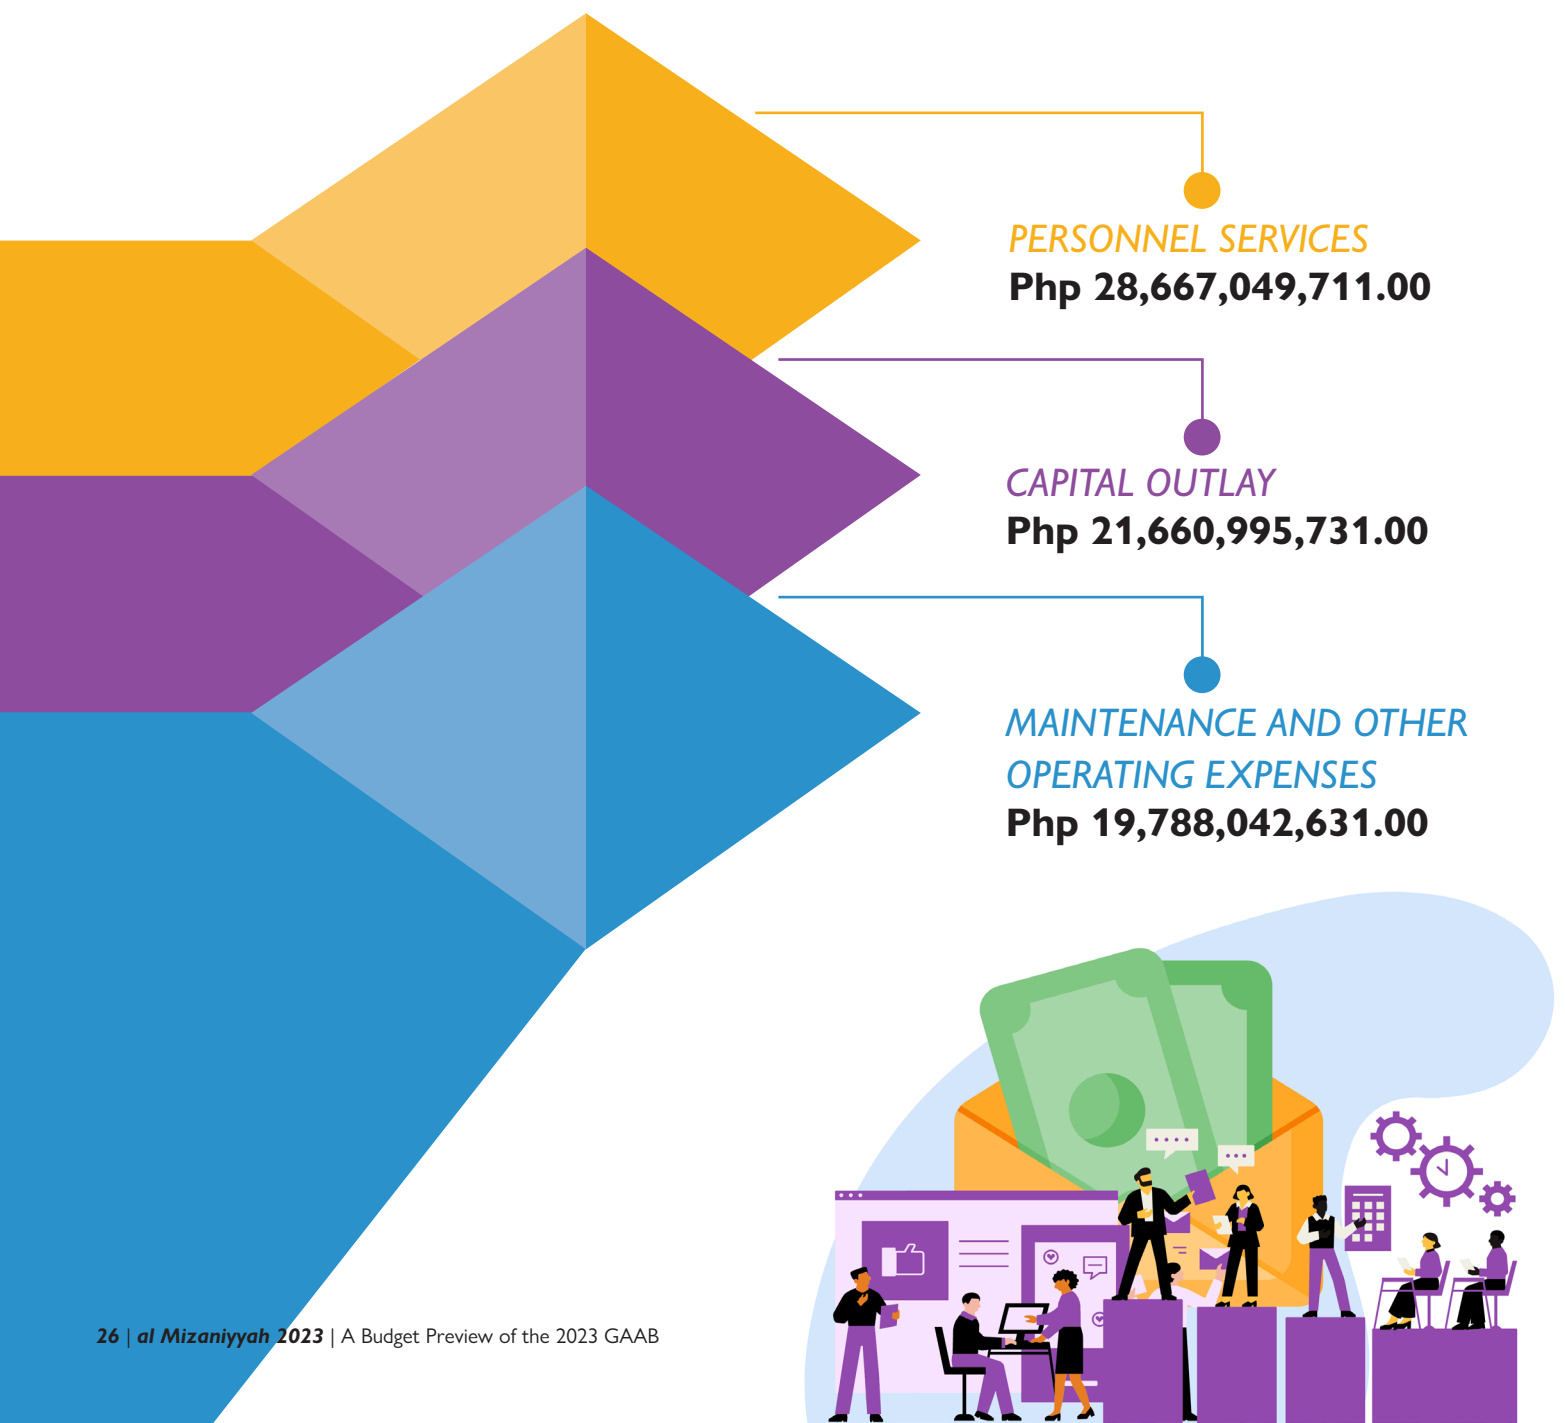 PERSONNEL SERVICES
Php 28,667,049,711.00
CAPITAL OUTLAY
Php 21,660,995,731.00
MAINTENANCE AND OTHER
OPERATING EXPENSES
Php 19,788,042,631.00
26 | al Mizaniyyah 2023 | A Budget Preview of the 2023 GAAB